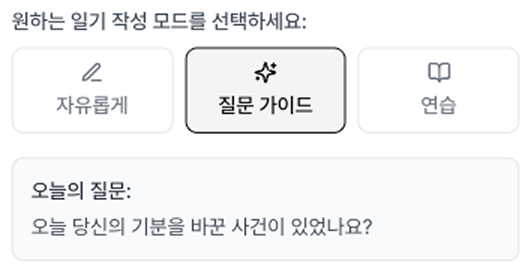 원하는 일기 작성 모드를 선택하세요:
자유롭게
질문 가이드
연습
오늘의 질문:
오늘 당신의 기분을 바꾼 사건이 있었나요?